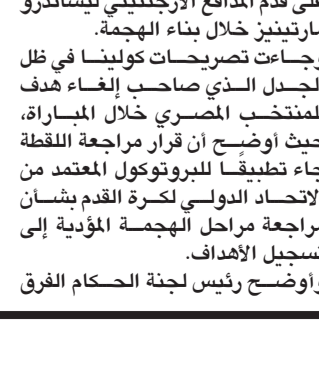 على قدم المدافع الأرجنتيني ليساندرو
مارتينيز خلال بناء الهجمة.
وجاءت تصريحات كولينا في ظل
الجدل الذي صاحب إلغاء هدف
للمنتخب المصري خلال المباراة،
حيث أوضح أن قرار مراجعة اللقطة
جاء تطبيقًا للبروتوكول المعتمد من
الاتحاد الدولي لكرة القدم بشأن
مراجعة مراحل الهجمة المؤدية إلى
تسجيل الأهداف.
وأوضح رئيس لجنة الحكام الفرق